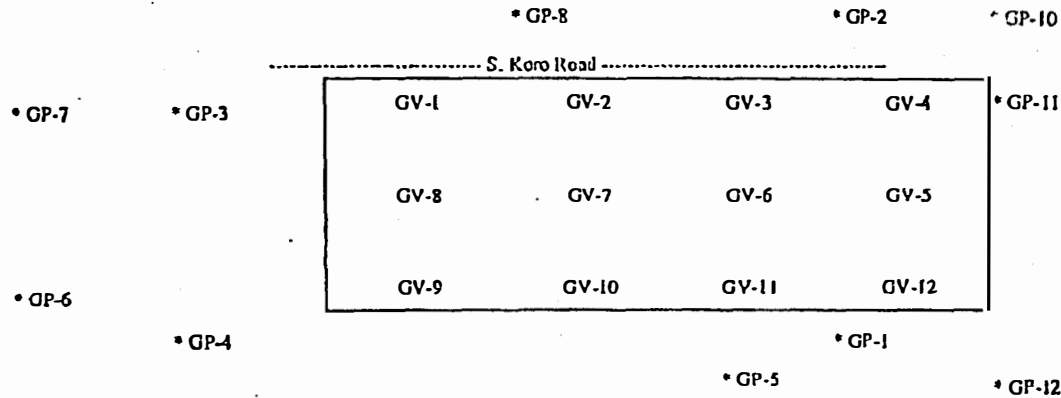 * GP-8 * GP-2 * GP-10
S. Koro Road
* GP-7 * GP-3 GV-1 GV-2 GV-3 GV-4 * GP-11
GV-8 GV-7 GV-6 GV-5
* GP-6 GV-9 GV-10 GV-11 GV-12
* GP-4 * GP-1
* GP-5 * GP-12